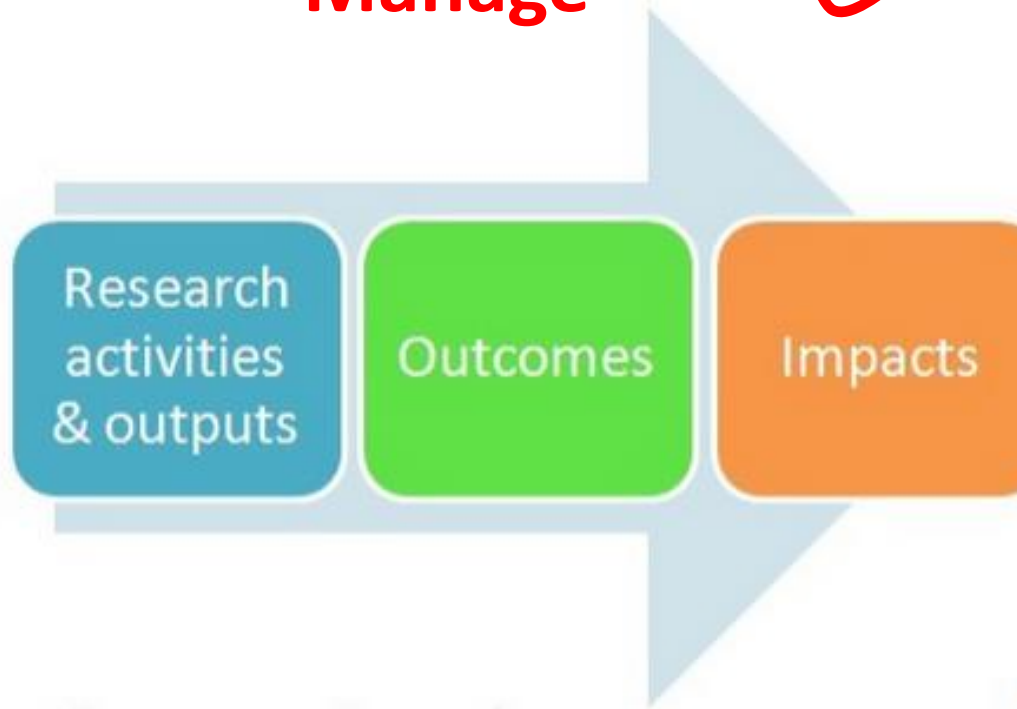 Manage
Research
activities
& outputs
Outcomes
Impacts